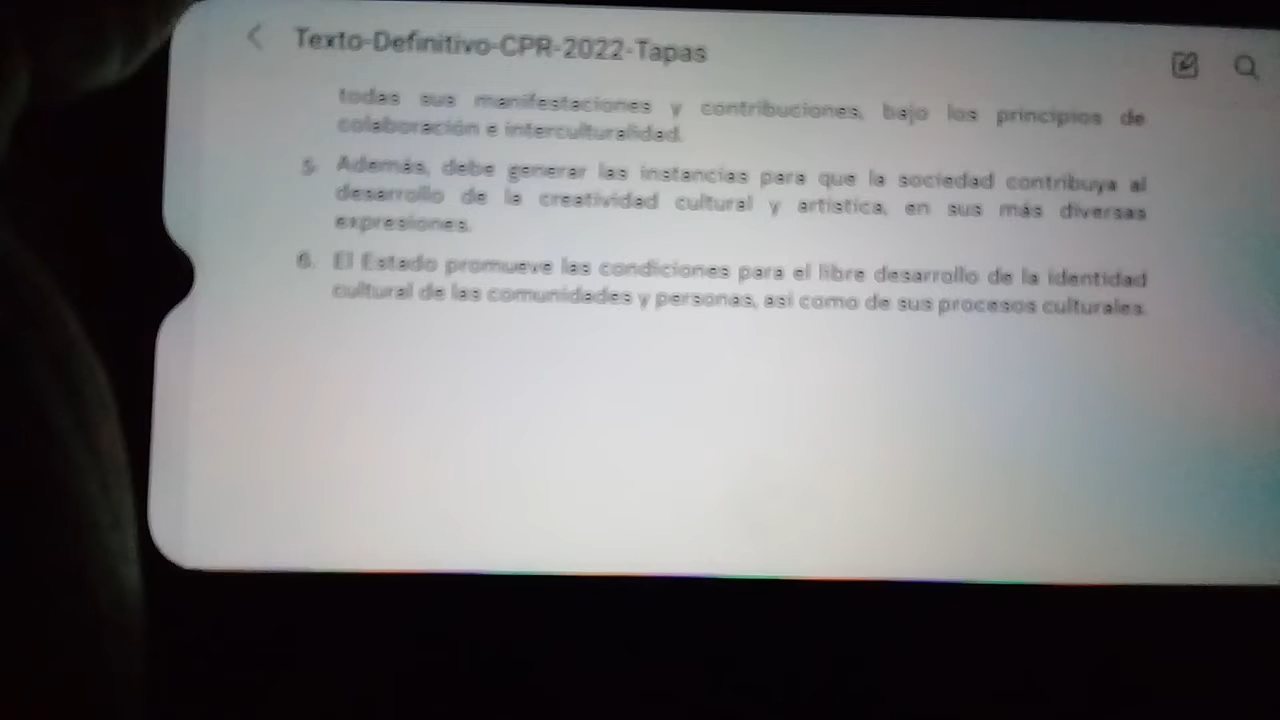 Texto-Definitivo-CPR-2022-Tapas
todas sus manifestaciones y contribuciones, bajo los principios de
colaboración e interculturalidad.
5. Además, debe generar las instancias para que la sociedad contribuya al
desarrollo de la creatividad cultural y artística, en sus más diversas
expresiones.
6. El Estado promueve las condiciones para el libre desarrollo de la identidad
cultural de las comunidades y personas, así como de sus procesos culturales.